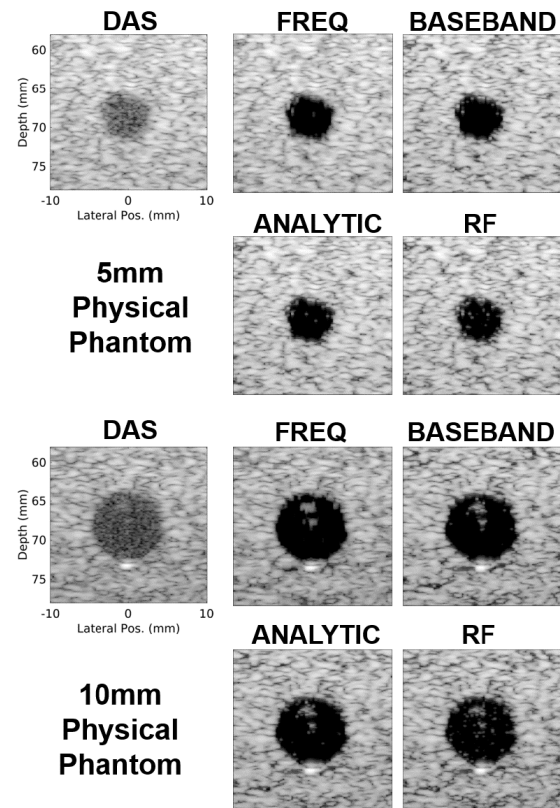 DAS
FREQ
BASEBAND
60
65
70
75
Depth (mm)
-10
0
10
Lateral Pos. (mm)
ANALYTIC
RF
5mm
Physical
Phantom
DAS
FREQ
BASEBAND
60
65
70
75
Depth (mm)
-10
0
10
Lateral Pos. (mm)
ANALYTIC
RF
10mm
Physical
Phantom